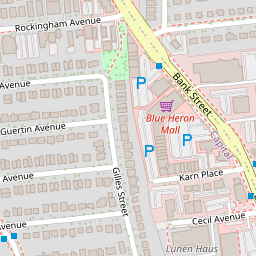 Rockingham Avenue
Bank Street
Avenue
Blue Heron
Mall
Guertin Avenue
Capital
Karn Place
Avenue
Gilles Street
Cecil Avenue
Avenue
Lunen Haus
P
P
P